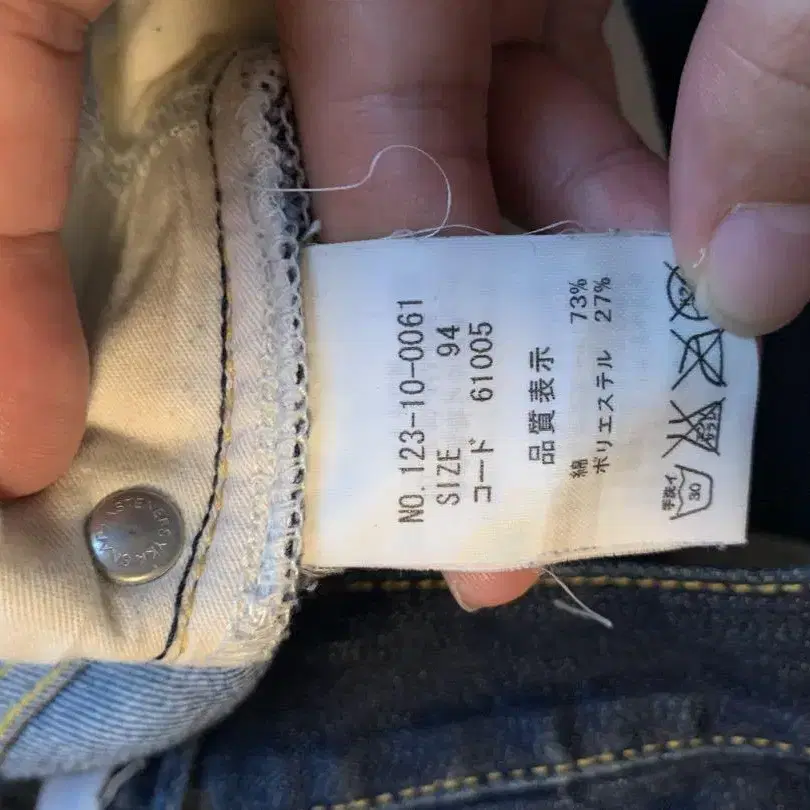 NO. 123-10-0061
SIZE 94
コード 61005
品質表示
綿 73%
ポリエステル 27%
手洗イ
30
YKK